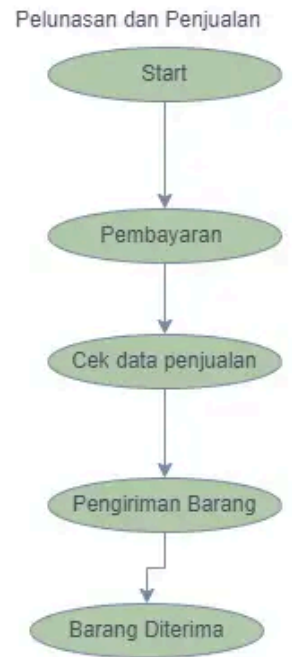 Pelunasan dan Penjualan
Start
Pembayaran
Cek data penjualan
Pengiriman Barang
Barang Diterima